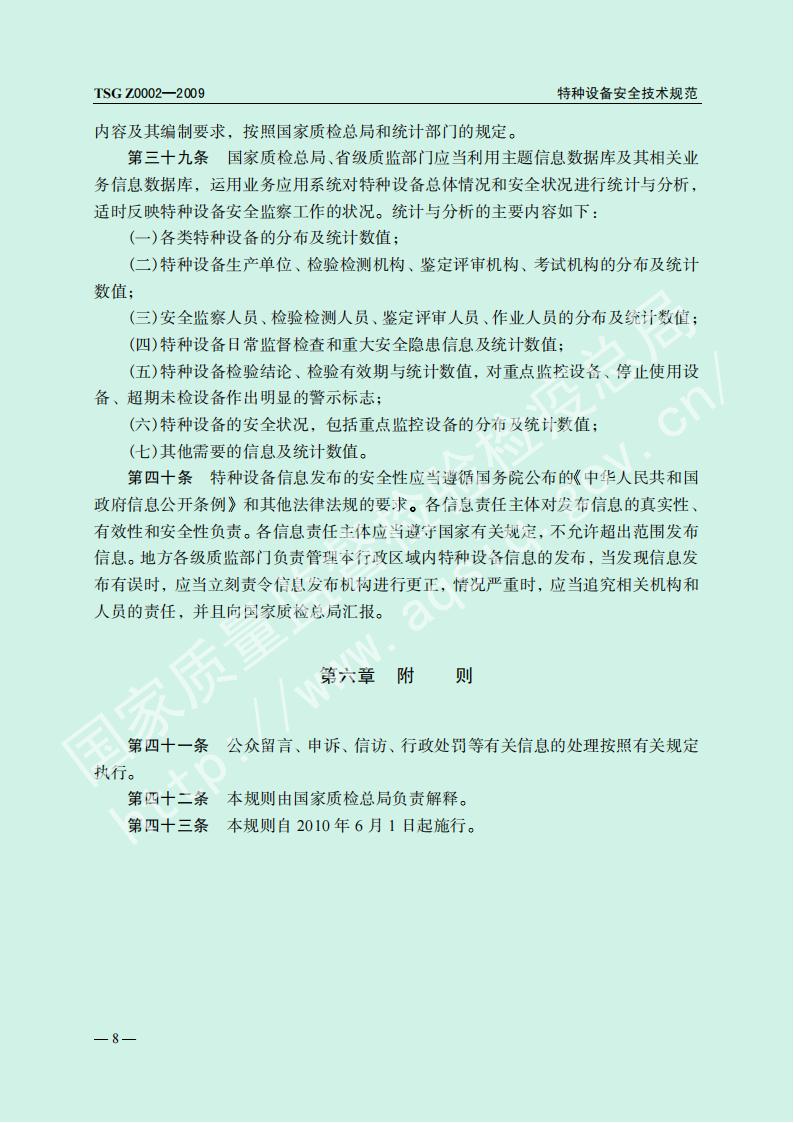 TSG Z0002—2009 特种设备安全技术规范
内容及其编制要求，按照国家质检总局和统计部门的规定。
第三十九条 国家质检总局、省级质监部门应当利用主题信息数据库及其相关业
务信息数据库，运用业务应用系统对特种设备总体情况和安全状况进行统计与分析，
适时反映特种设备安全监察工作的状况。统计与分析的主要内容如下：
(一)各类特种设备的分布及统计数值；
(二)特种设备生产单位、检验检测机构、鉴定评审机构、考试机构的分布及统计
数值；
(三)安全监察人员、检验检测人员、鉴定评审人员、作业人员的分布及统计数值；
(四)特种设备日常监督检查和重大安全隐患信息及统计数值；
(五)特种设备检验结论、检验有效期与统计数值，对重点监控设备、停止使用设
备、超期未检设备作出明显的警示标志；
(六)特种设备的安全状况，包括重点监控设备的分布及统计数值；
(七)其他需要的信息及统计数值。
第四十条 特种设备信息发布的安全性应当遵循国务院公布的《中华人民共和国
政府信息公开条例》和其他法律法规的要求。各信息责任主体对发布信息的真实性、
有效性和安全性负责。各信息责任主体应当遵守国家有关规定，不允许超出范围发布
信息。地方各级质监部门负责管理本行政区域内特种设备信息的发布，当发现信息发
布有误时，应当立刻责令信息发布机构进行更正，情况严重时，应当追究相关机构和
人员的责任，并且向国家质检总局汇报。
第六章 附 则
第四十一条 公众留言、申诉、信访、行政处罚等有关信息的处理按照有关规定
执行。
第四十二条 本规则由国家质检总局负责解释。
第四十三条 本规则自 2010 年 6 月 1 日起施行。
— 8 —
国家质量监督检验检疫总局
http://www.aqsiq.gov.cn/